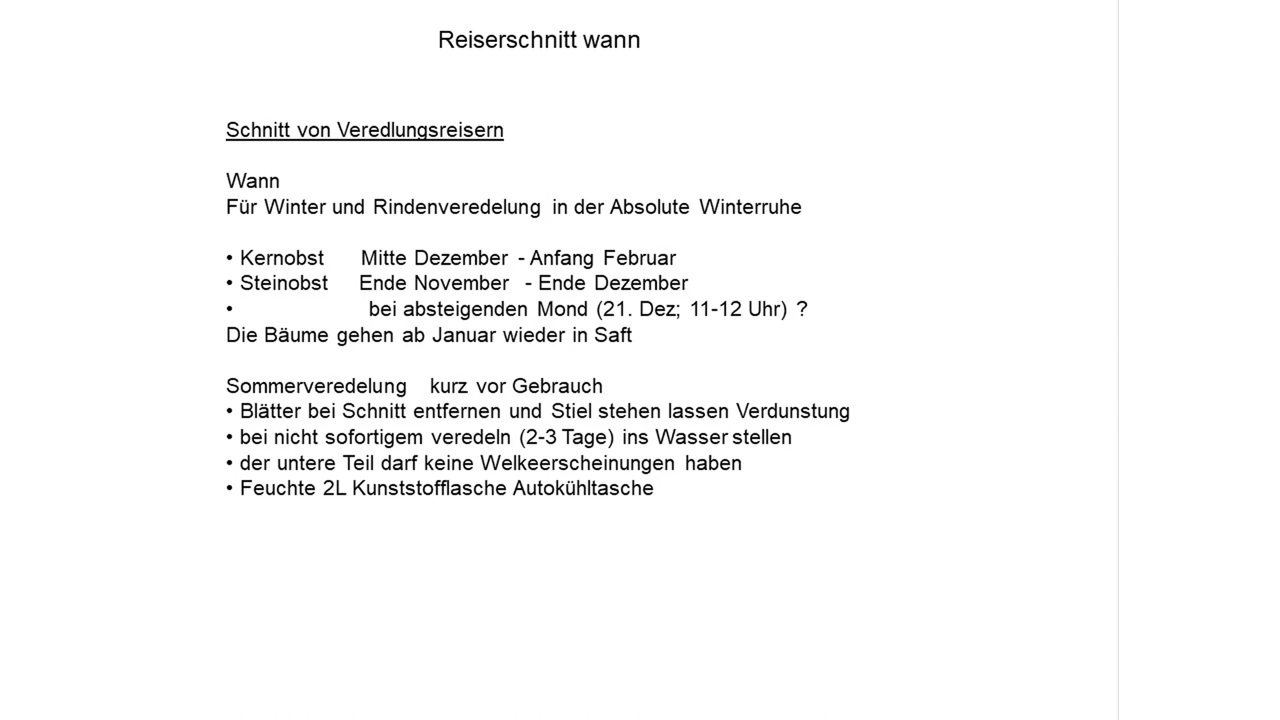 Reiserschnitt wann
Schnitt von Veredlungsreisern
Wann
Für Winter und Rindenveredelung in der Absolute Winterruhe
• Kernobst Mitte Dezember - Anfang Februar
• Steinobst Ende November - Ende Dezember
• bei absteigenden Mond (21. Dez; 11-12 Uhr) ?
Die Bäume gehen ab Januar wieder in Saft
Sommerveredelung kurz vor Gebrauch
• Blätter bei Schnitt entfernen und Stiel stehen lassen Verdunstung
• bei nicht sofortigem veredeln (2-3 Tage) ins Wasser stellen
• der untere Teil darf keine Welkeerscheinungen haben
• Feuchte 2L Kunststofflasche Autokühltasche